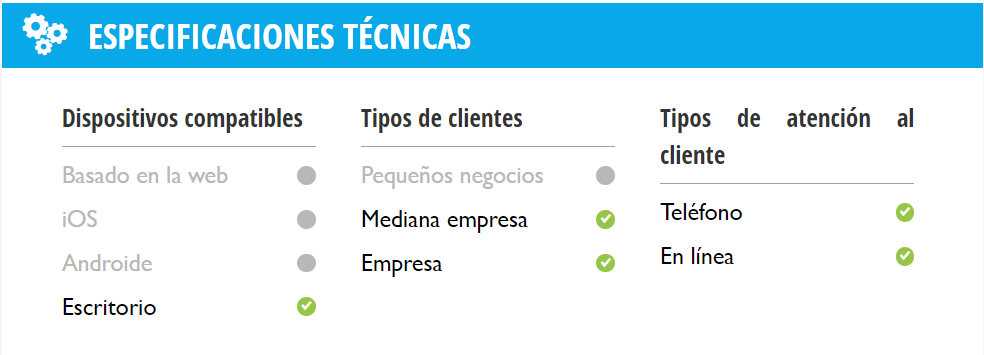 ESPECIFICACIONES TÉCNICAS
Dispositivos compatibles
Basado en la web
iOS
Androide
Escritorio
Tipos de clientes
Pequeños negocios
Mediana empresa
Empresa
Tipos de atención al
cliente
Teléfono
En línea